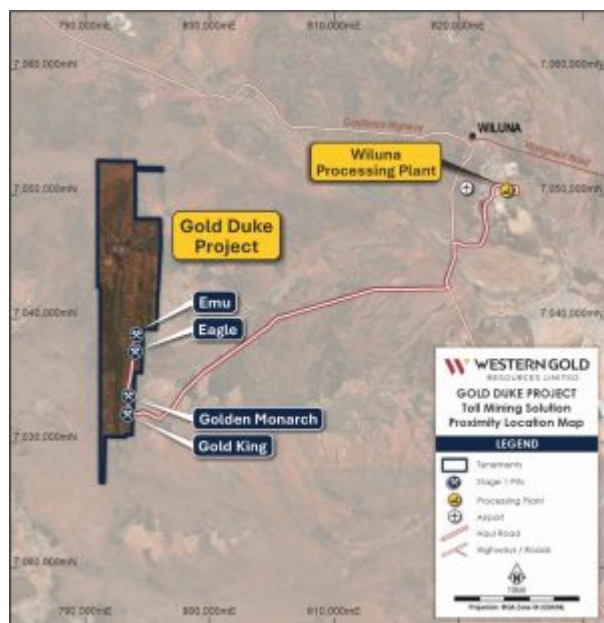 790,000mE
800,000mE
810,000mE
820,000mE
7,060,000mN
7,060,000mN
Goldfields Highway
WILUNA
Wiluna
Processing Plant
7,050,000mN
7,050,000mN
Gold Duke
Project
Emu
Eagle
7,040,000mN
7,040,000mN
Golden Monarch
Gold King
7,030,000mN
WESTERN GOLD
RESOURCES LIMITED
GOLD DUKE PROJECT
Toll Mining Solution
Proximity Location Map
LEGEND
Tenements
Stage 1 Pits
Processing Plant
Airport
Haul Road
Highways / Roads
N
10km
790,000mE
800,000mE
810,000mE